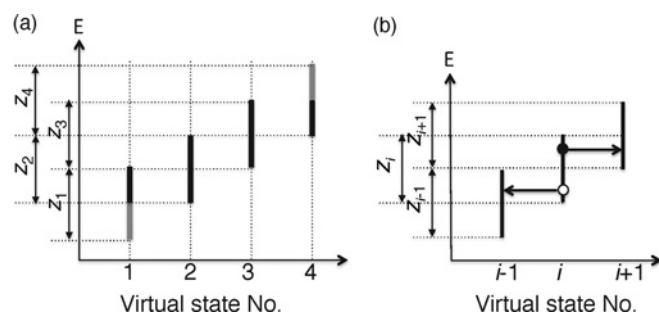 (a)
E
z4
z3
z2
z1
1 2 3 4
Virtual state No.
(b)
E
zi+1
zi
zi-1
i-1 i i+1
Virtual state No.